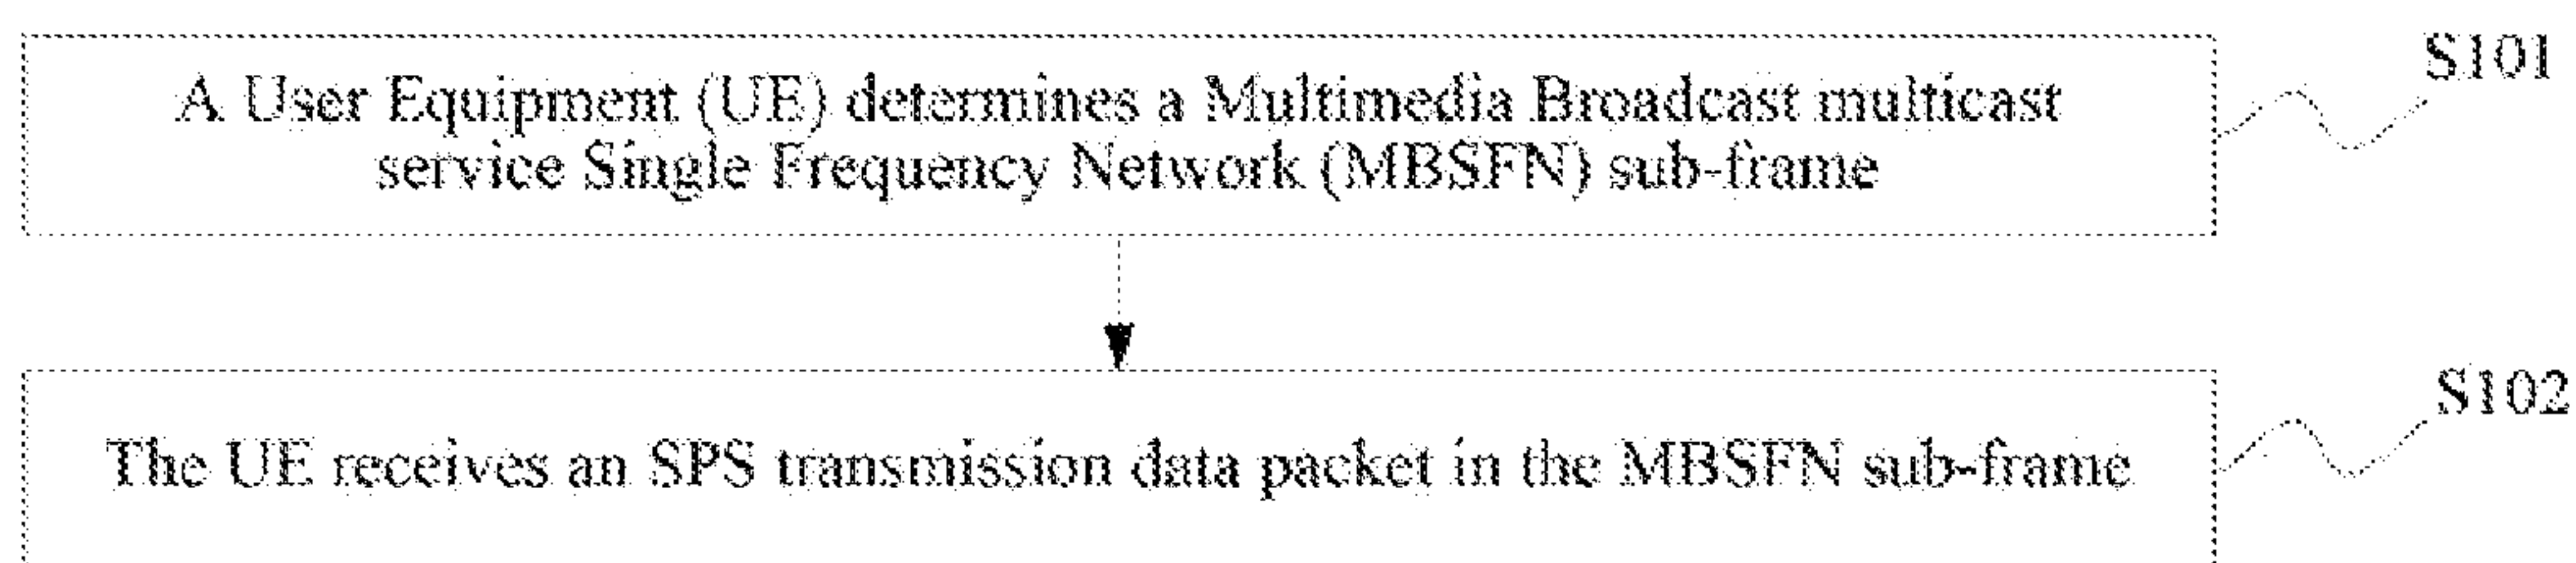 A User Equipment (UE) determines a Multimedia Broadcast multicast
service Single Frequency Network (MBSFN) sub-frame
S101
The UE receives an SPS transmission data packet in the MBSFN sub-frame
S102